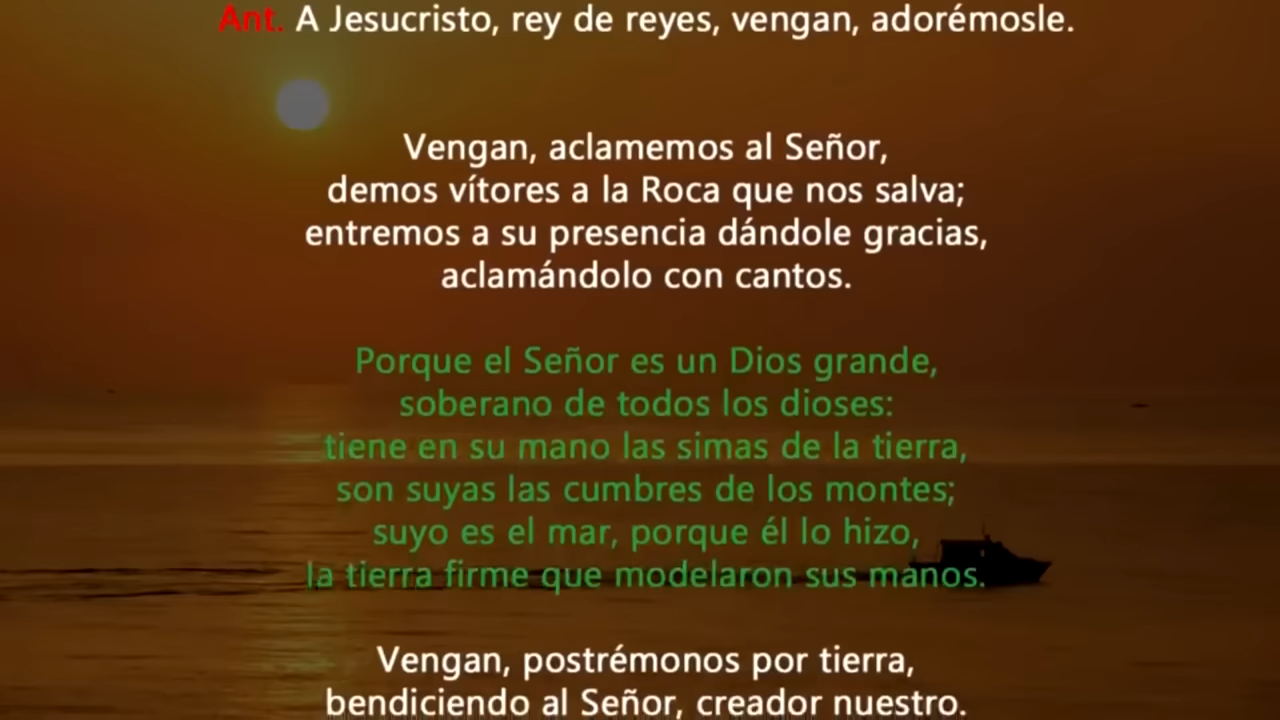 Ant. A Jesucristo, rey de reyes, vengan, adorémosle.
Vengan, aclamemos al Señor,
demos vítores a la Roca que nos salva;
entremos a su presencia dándole gracias,
aclamándolo con cantos.
Porque el Señor es un Dios grande,
soberano de todos los dioses:
tiene en su mano las simas de la tierra,
son suyas las cumbres de los montes;
suyo es el mar, porque él lo hizo,
la tierra firme que modelaron sus manos.
Vengan, postrémonos por tierra,
bendiciendo al Señor, creador nuestro.